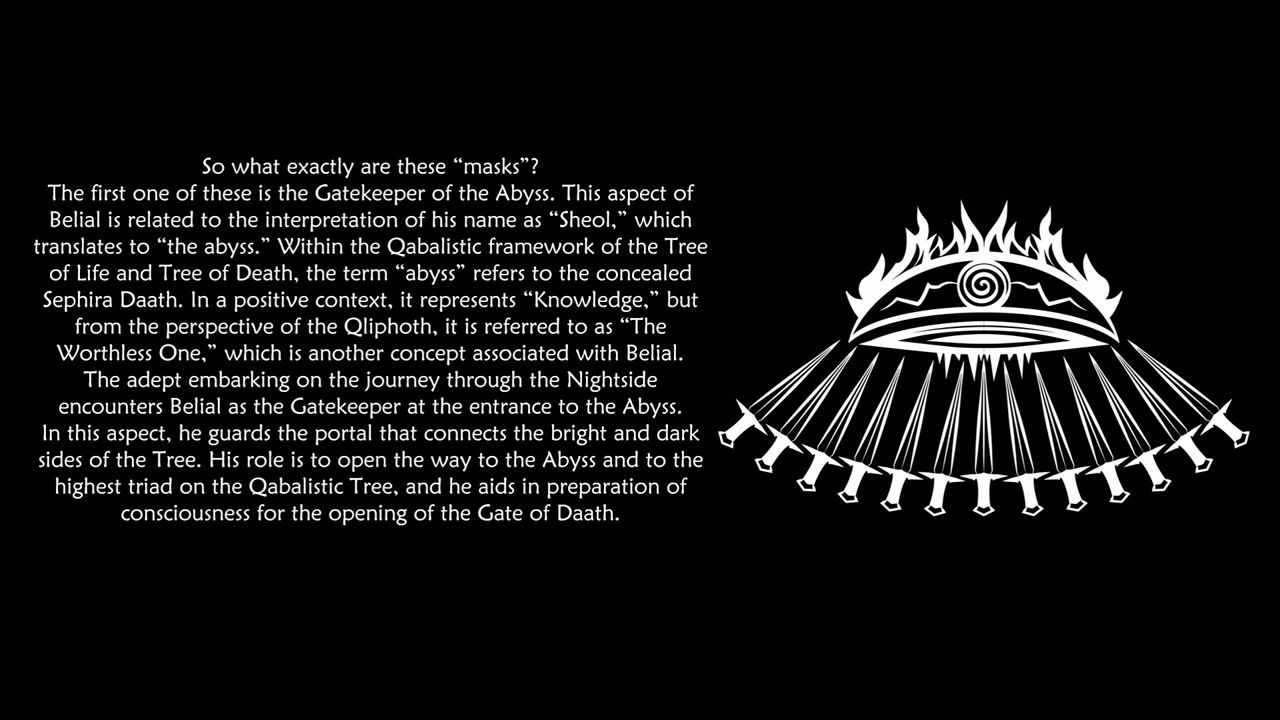 So what exactly are these “masks”?
The first one of these is the Gatekeeper of the Abyss. This aspect of
Belial is related to the interpretation of his name as “Sheol,” which
translates to “the abyss.” Within the Qabalistic framework of the Tree
of Life and Tree of Death, the term “abyss” refers to the concealed
Sephira Daath. In a positive context, it represents “Knowledge,” but
from the perspective of the Qliphoth, it is referred to as “The
Worthless One,” which is another concept associated with Belial.
The adept embarking on the journey through the Nightside
encounters Belial as the Gatekeeper at the entrance to the Abyss.
In this aspect, he guards the portal that connects the bright and dark
sides of the Tree. His role is to open the way to the Abyss and to the
highest triad on the Qabalistic Tree, and he aids in preparation of
consciousness for the opening of the Gate of Daath.